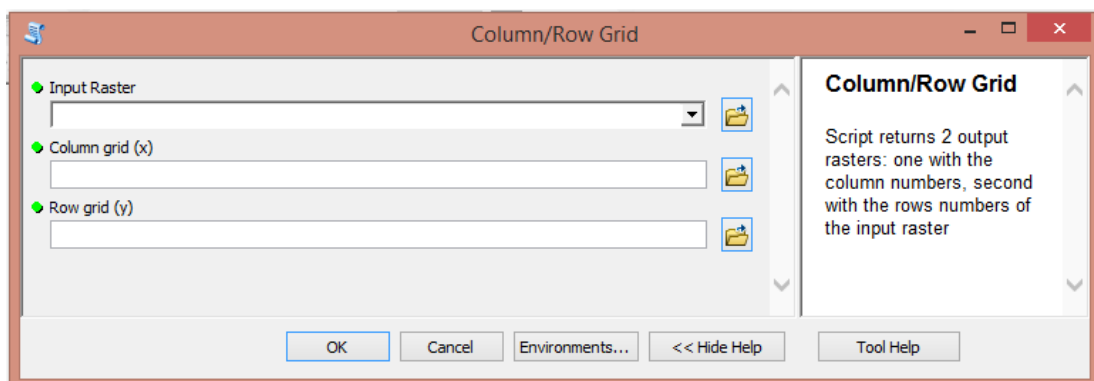 Column/Row Grid
Input Raster
Column grid (x)
Row grid (y)
Column/Row Grid
Script returns 2 output
rasters: one with the
column numbers, second
with the rows numbers of
the input raster
OK
Cancel
Environments...
<< Hide Help
Tool Help